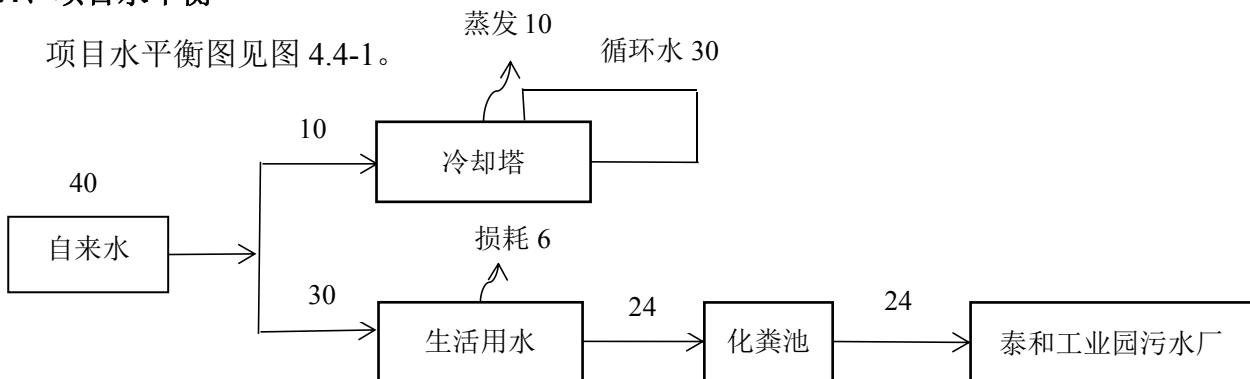 项目水平衡图见图 4.4-1。
蒸发 10
循环水 30
10
冷却塔
40
自来水
损耗 6
30
生活用水
24
化粪池
24
泰和工业园污水厂